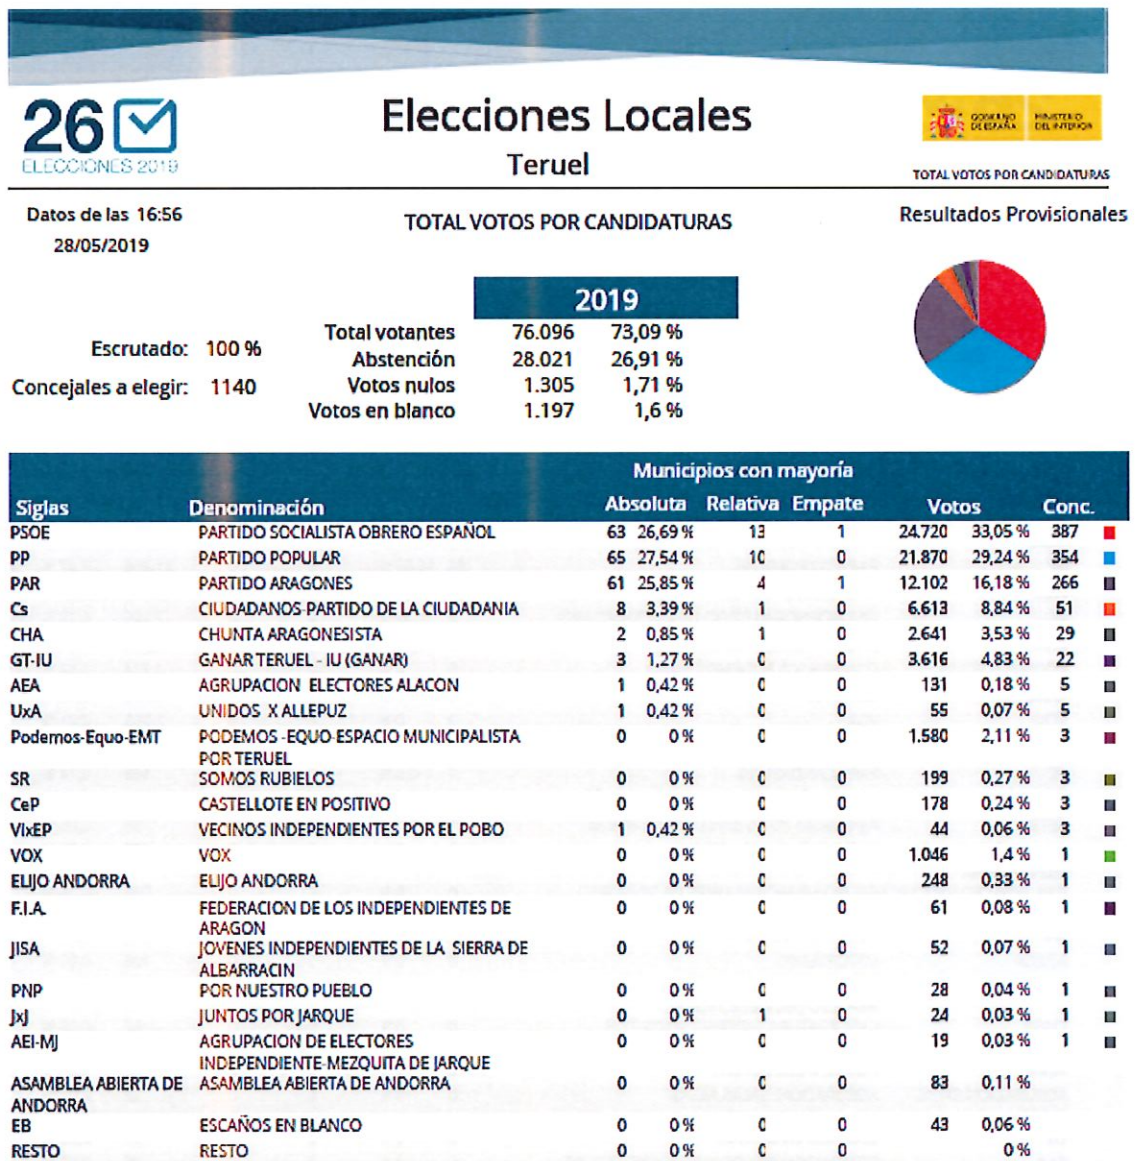 26
ELECCIONES 2019
Elecciones Locales
Teruel
GOBIERNO DE ESPAÑA
MINISTERIO DEL INTERIOR
TOTAL VOTOS POR CANDIDATURAS
Datos de las 16:56
28/05/2019
TOTAL VOTOS POR CANDIDATURAS
Resultados Provisionales
2019
Escrutado: 100 %
Concejales a elegir: 1140
Total votantes 76.096 73,09 %
Abstención 28.021 26,91 %
Votos nulos 1.305 1,71 %
Votos en blanco 1.197 1,6 %
Municipios con mayoría
Siglas Denominación Absoluta Relativa Empate Votos Conc.
PSOE PARTIDO SOCIALISTA OBRERO ESPAÑOL 63 26,69 % 13 1 24.720 33,05 % 387
PP PARTIDO POPULAR 65 27,54 % 10 0 21.870 29,24 % 354
PAR PARTIDO ARAGONES 61 25,85 % 4 1 12.102 16,18 % 266
Cs CIUDADANOS-PARTIDO DE LA CIUDADANIA 8 3,39 % 1 0 6.613 8,84 % 51
CHA CHUNTA ARAGONESISTA 2 0,85 % 1 0 2.641 3,53 % 29
GT-IU GANAR TERUEL - IU (GANAR) 3 1,27 % 0 0 3.616 4,83 % 22
AEA AGRUPACION ELECTORES ALACON 1 0,42 % 0 0 131 0,18 % 5
UxA UNIDOS X ALLEPUZ 1 0,42 % 0 0 55 0,07 % 5
Podemos-Equo-EMT PODEMOS -EQUO-ESPACIO MUNICIPALISTA 0 0 % 0 0 1.580 2,11 % 3
POR TERUEL
SR SOMOS RUBIELOS 0 0 % 0 0 199 0,27 % 3
CeP CASTELLOTE EN POSITIVO 0 0 % 0 0 178 0,24 % 3
VIxEP VECINOS INDEPENDIENTES POR EL POBO 1 0,42 % 0 0 44 0,06 % 3
VOX VOX 0 0 % 0 0 1.046 1,4 % 1
ELIJO ANDORRA ELIJO ANDORRA 0 0 % 0 0 248 0,33 % 1
F.I.A. FEDERACION DE LOS INDEPENDIENTES DE 0 0 % 0 0 61 0,08 % 1
ARAGON
JISA JOVENES INDEPENDIENTES DE LA SIERRA DE 0 0 % 0 0 52 0,07 % 1
ALBARRACIN
PNP POR NUESTRO PUEBLO 0 0 % 0 0 28 0,04 % 1
JxJ JUNTOS POR JARQUE 0 0 % 1 0 24 0,03 % 1
AEI-MJ AGRUPACION DE ELECTORES 0 0 % 0 0 19 0,03 % 1
INDEPENDIENTE-MEZQUITA DE JARQUE
ASAMBLEA ABIERTA DE ASAMBLEA ABIERTA DE ANDORRA 0 0 % 0 0 83 0,11 %
ANDORRA
EB ESCAÑOS EN BLANCO 0 0 % 0 0 43 0,06 %
RESTO RESTO 0 0 % 0 0 0 %